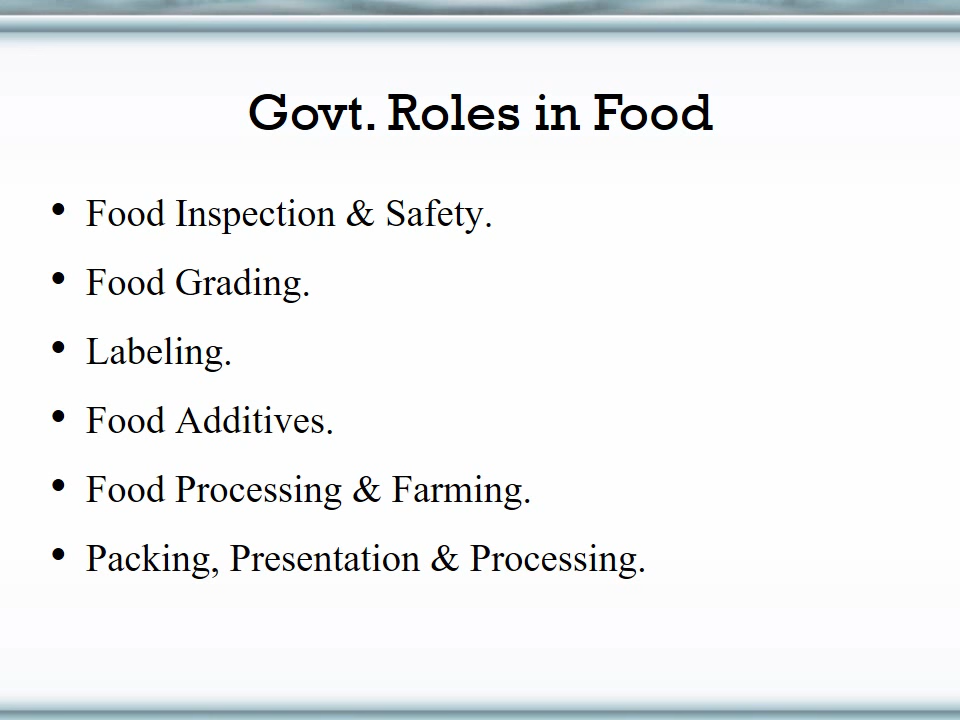 Govt. Roles in Food
• Food Inspection & Safety.
• Food Grading.
• Labeling.
• Food Additives.
• Food Processing & Farming.
• Packing, Presentation & Processing.